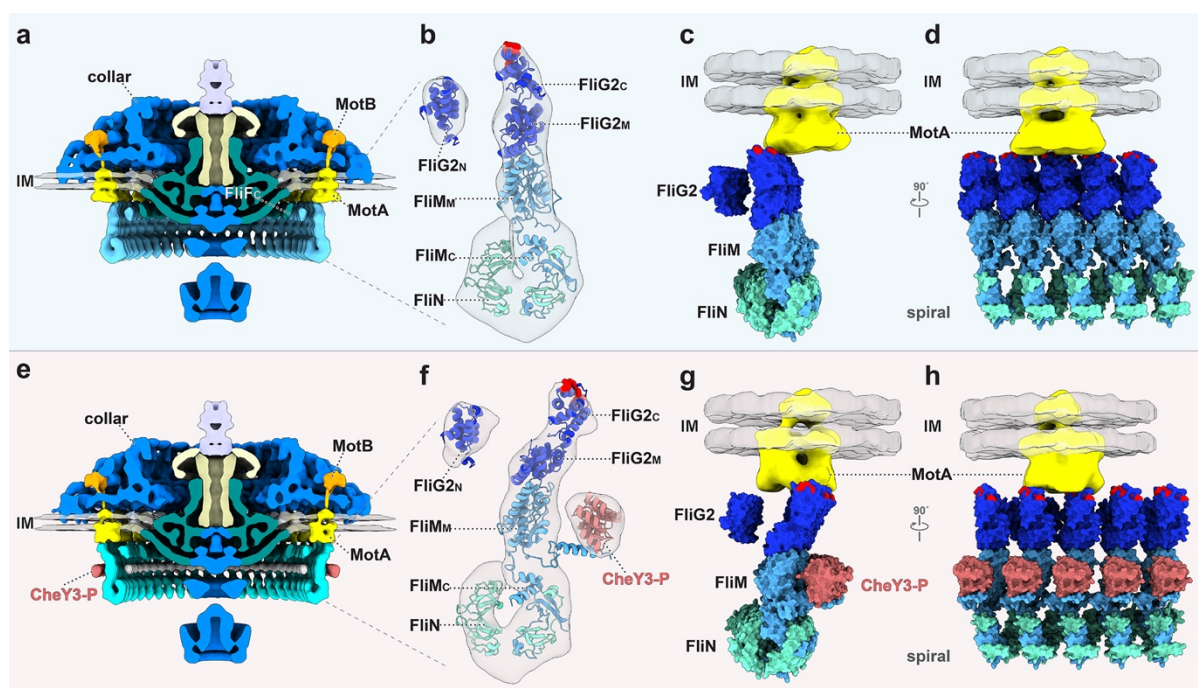 a
collar
MotB
IM
FliFC
MotA
b
FliG2C
FliG2M
FliG2N
FliMM
FliMC
FliN
c
IM
MotA
FliG2
FliM
FliN
d
IM
90°
spiral
e
collar
MotB
IM
MotA
CheY3-P
f
FliG2C
FliG2M
FliG2N
FliMM
CheY3-P
FliMC
FliN
g
IM
MotA
FliG2
FliM
CheY3-P
FliN
h
IM
90°
spiral